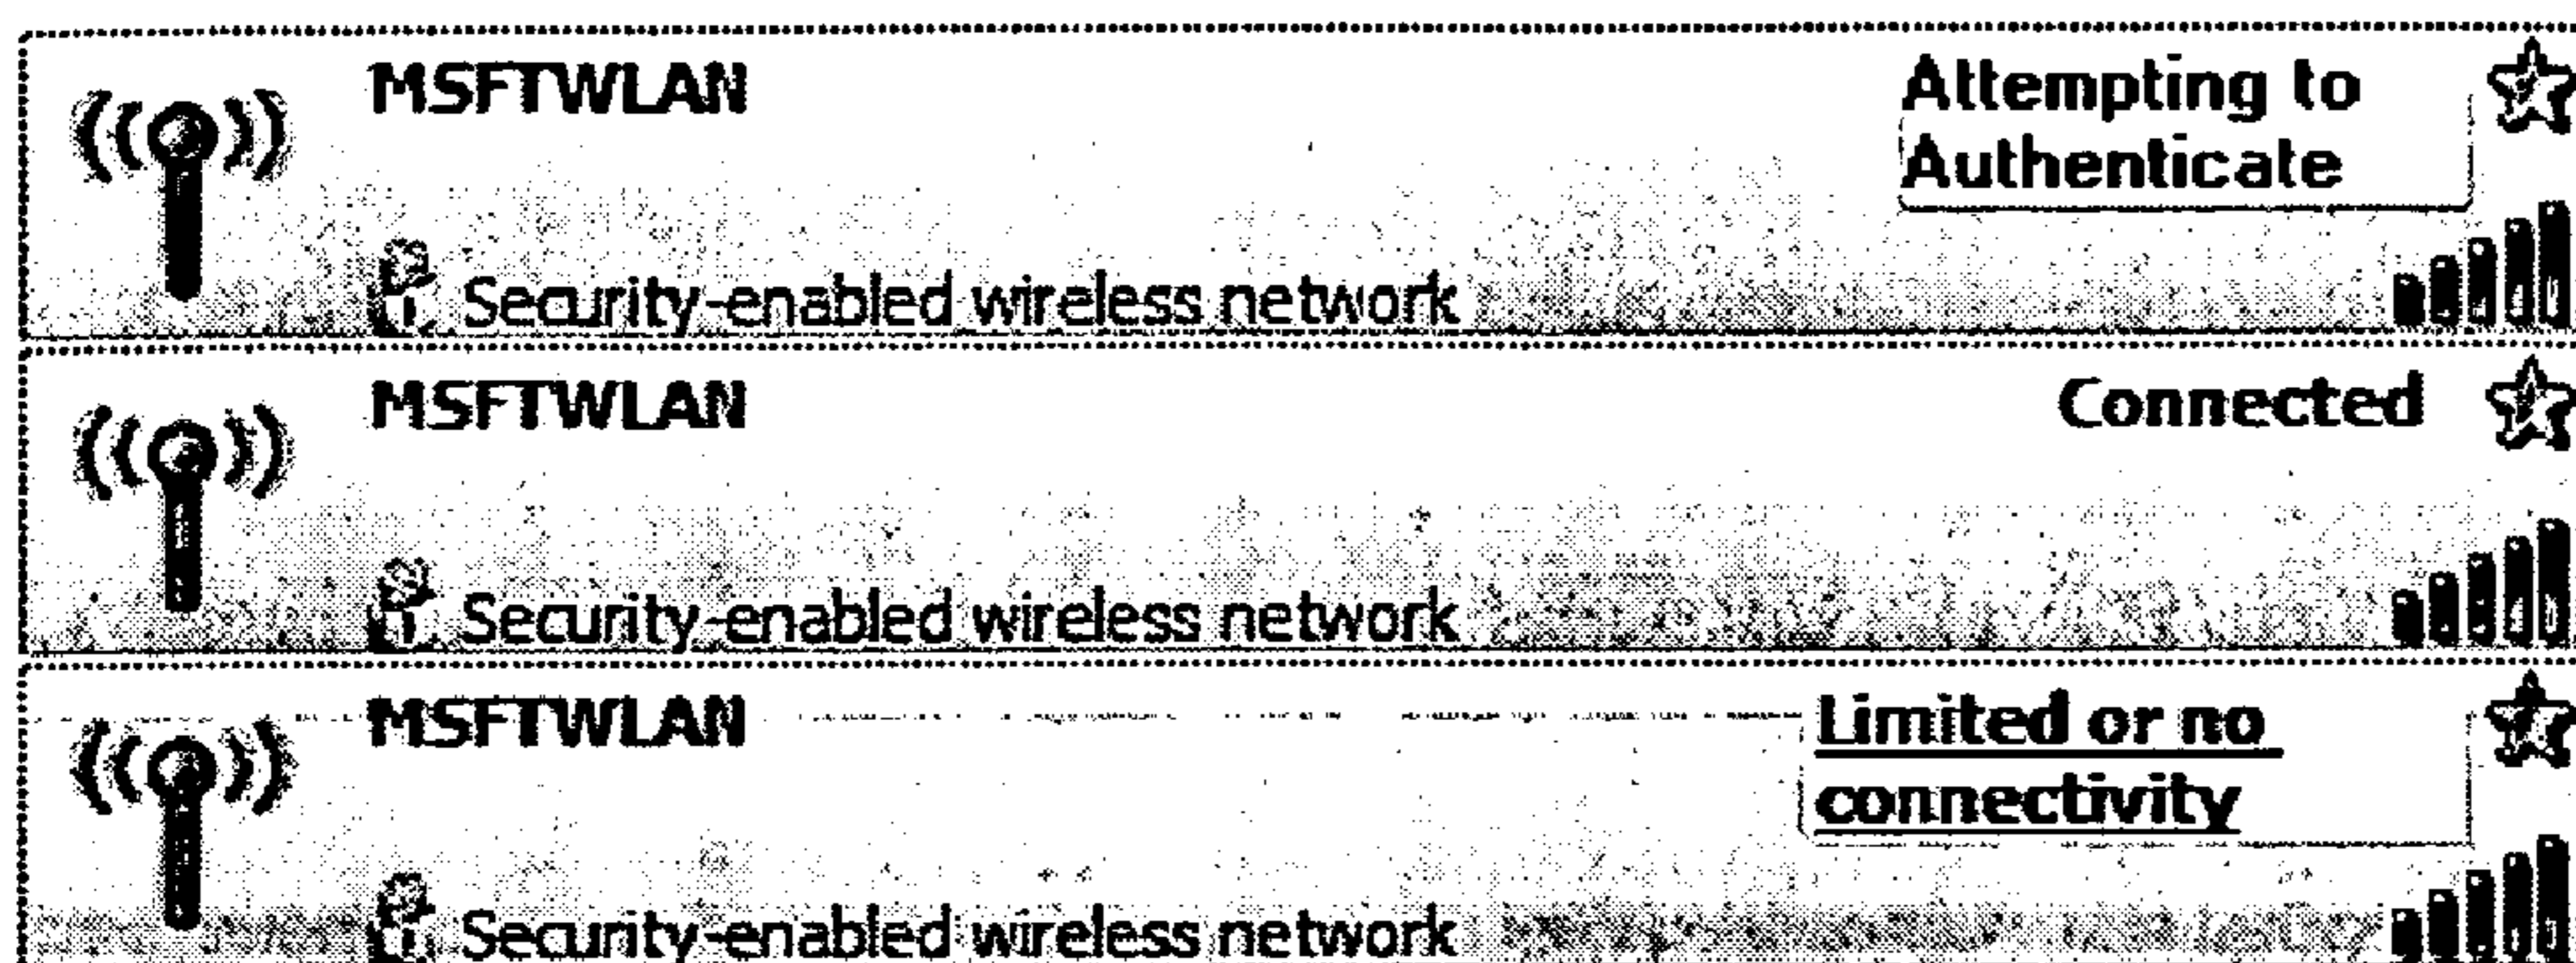 MSFTWLAN
Attempting to
Authenticate
Security-enabled wireless network
MSFTWLAN
Connected
Security-enabled wireless network
MSFTWLAN
Limited or no
connectivity
Security-enabled wireless network